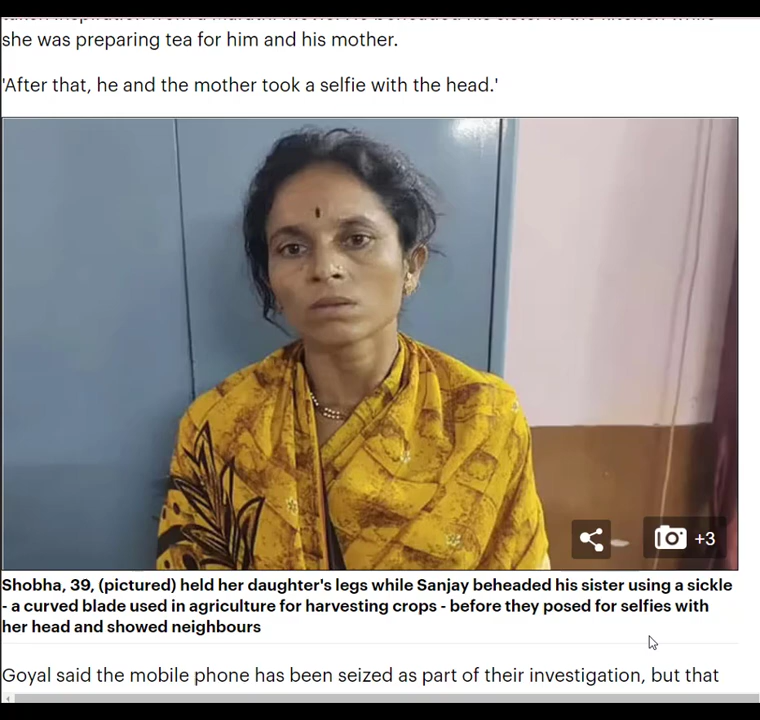 she was preparing tea for him and his mother.
'After that, he and the mother took a selfie with the head.'
+3
Shobha, 39, (pictured) held her daughter's legs while Sanjay beheaded his sister using a sickle
- a curved blade used in agriculture for harvesting crops - before they posed for selfies with
her head and showed neighbours
Goyal said the mobile phone has been seized as part of their investigation, but that